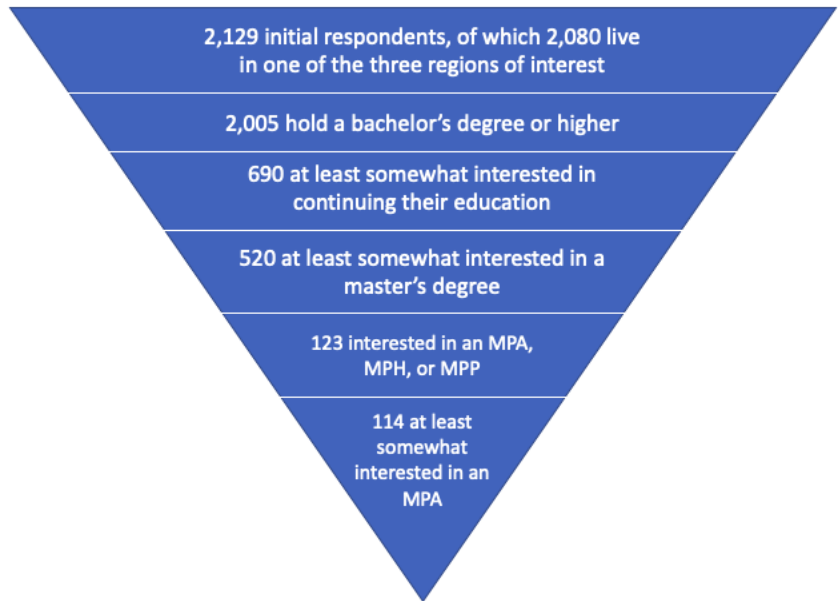 2,129 initial respondents, of which 2,080 live
in one of the three regions of interest
2,005 hold a bachelor’s degree or higher
690 at least somewhat interested in
continuing their education
520 at least somewhat interested in a
master’s degree
123 interested in an MPA,
MPH, or MPP
114 at least
somewhat
interested in an
MPA